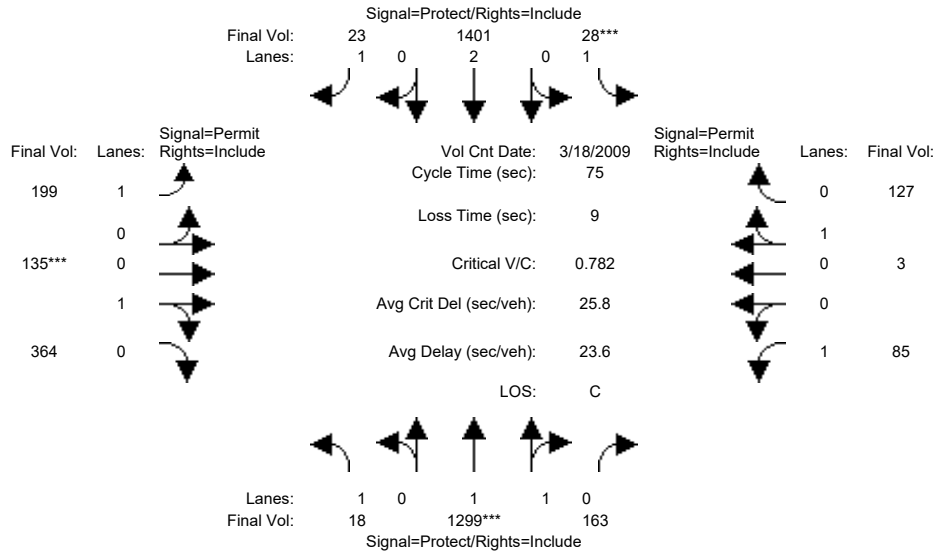 Signal=Protect/Rights=Include
Final Vol: 23 1401 28***
Lanes: 1 0 2 0 1
Signal=Permit
Final Vol: Lanes: Rights=Include
Vol Cnt Date: 3/18/2009
Signal=Permit
Rights=Include Lanes: Final Vol:
Cycle Time (sec): 75
199 1
0 127
Loss Time (sec): 9
0
1
135*** 0
Critical V/C: 0.782
0 3
1
Avg Crit Del (sec/veh): 25.8
0
364 0
Avg Delay (sec/veh): 23.6
1 85
LOS: C
Lanes: 1 0 1 1 0
Final Vol: 18 1299*** 163
Signal=Protect/Rights=Include